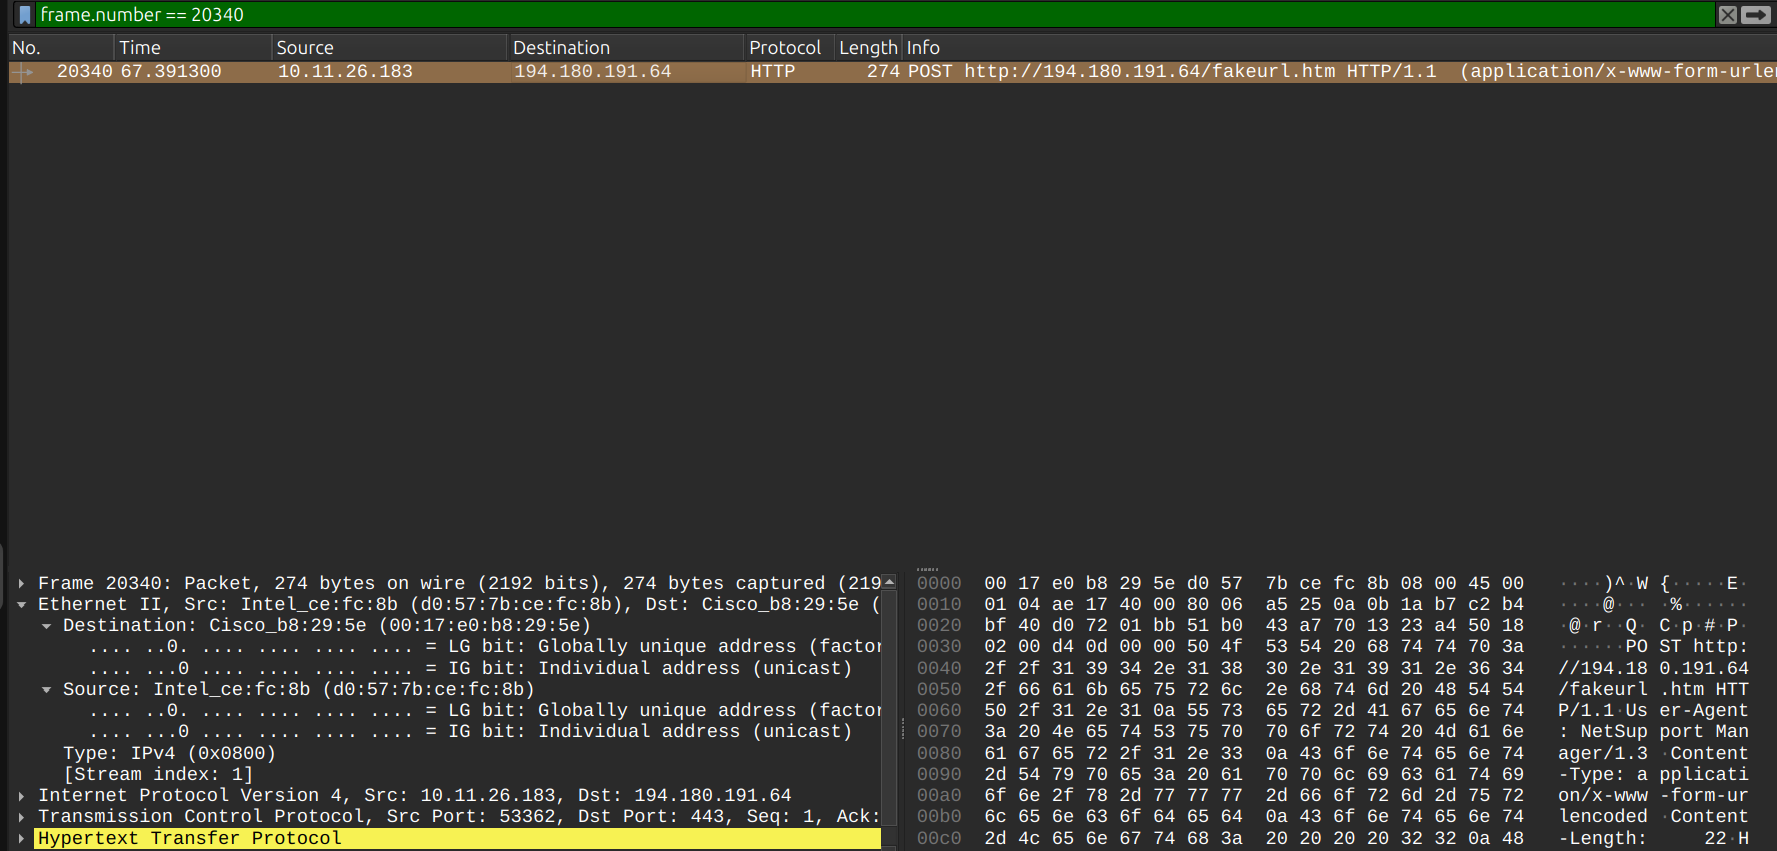 frame.number == 20340
No. Time Source Destination Protocol Length Info
20340 67.391300 10.11.26.183 194.180.191.64 HTTP 274 POST http://194.180.191.64/fakeurl.htm HTTP/1.1 (application/x-www-form-urle
Frame 20340: Packet, 274 bytes on wire (2192 bits), 274 bytes captured (219
Ethernet II, Src: Intel_ce:fc:8b (d0:57:7b:ce:fc:8b), Dst: Cisco_b8:29:5e (
Destination: Cisco_b8:29:5e (00:17:e0:b8:29:5e)
.... ..0. .... .... .... .... = LG bit: Globally unique address (factor
.... ...0 .... .... .... .... = IG bit: Individual address (unicast)
Source: Intel_ce:fc:8b (d0:57:7b:ce:fc:8b)
.... ..0. .... .... .... .... = LG bit: Globally unique address (factor
.... ...0 .... .... .... .... = IG bit: Individual address (unicast)
Type: IPv4 (0x0800)
[Stream index: 1]
Internet Protocol Version 4, Src: 10.11.26.183, Dst: 194.180.191.64
Transmission Control Protocol, Src Port: 53362, Dst Port: 443, Seq: 1, Ack:
Hypertext Transfer Protocol
0000 00 17 e0 b8 29 5e d0 57 7b ce fc 8b 08 00 45 00 ····)^·W {·····E·
0010 01 04 ae 17 40 00 80 06 a5 25 0a 0b 1a b7 c2 b4 ····@··· ·%······
0020 bf 40 d0 72 01 bb 51 b0 43 a7 70 13 23 a4 50 18 ·@·r··Q· C·p·#·P·
0030 02 00 d4 0d 00 00 50 4f 53 54 20 68 74 74 70 3a ······PO ST http:
0040 2f 2f 31 39 34 2e 31 38 30 2e 31 39 31 2e 36 34 //194.18 0.191.64
0050 2f 66 61 6b 65 75 72 6c 2e 68 74 6d 20 48 54 54 /fakeurl .htm HTT
0060 50 2f 31 2e 31 0a 55 73 65 72 2d 41 67 65 6e 74 P/1.1·Us er-Agent
0070 3a 20 4e 65 74 53 75 70 70 6f 72 74 20 4d 61 6e : NetSup port Man
0080 61 67 65 72 2f 31 2e 33 0a 43 6f 6e 74 65 6e 74 ager/1.3 ·Content
0090 2d 54 79 70 65 3a 20 61 70 70 6c 69 63 61 74 69 -Type: a pplicati
00a0 6f 6e 2f 78 2d 77 77 77 2d 66 6f 72 6d 2d 75 72 on/x-www -form-ur
00b0 6c 65 6e 63 6f 64 65 64 0a 43 6f 6e 74 65 6e 74 lencoded ·Content
00c0 2d 4c 65 6e 67 74 68 3a 20 20 20 20 32 32 0a 48 -Length:     22·H